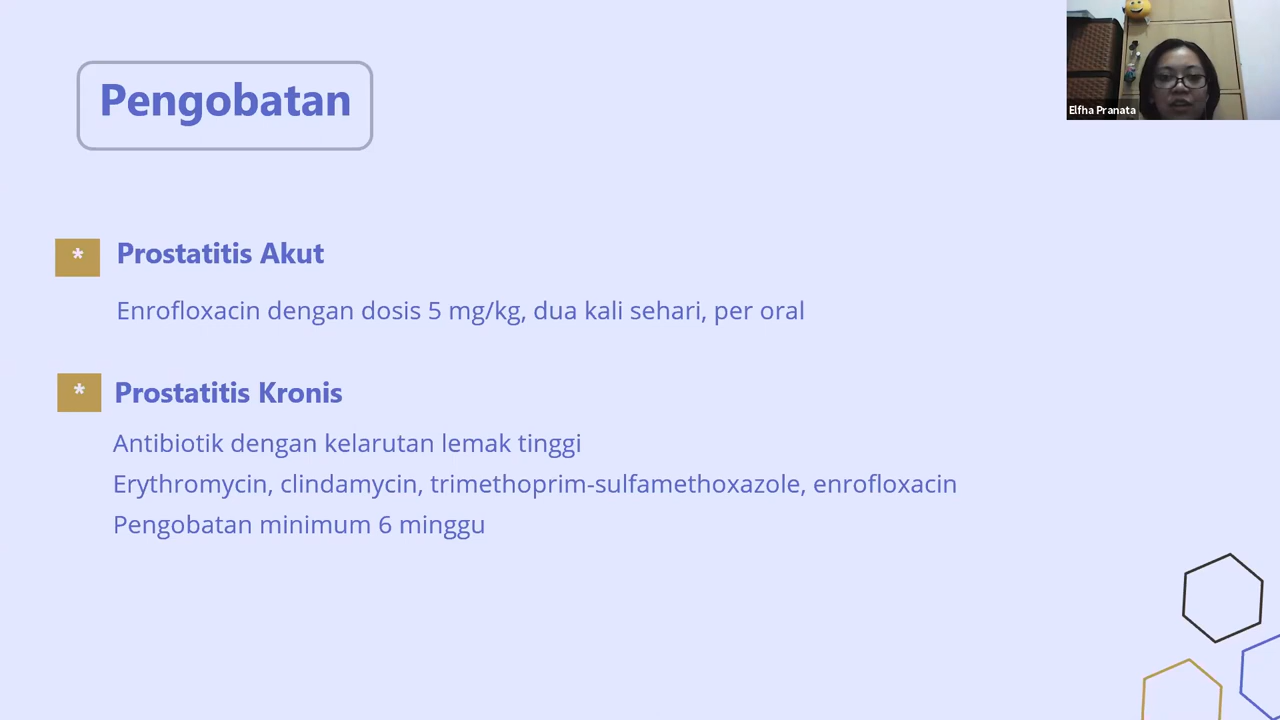 Pengobatan
Elfha Pranata
* Prostatitis Akut
Enrofloxacin dengan dosis 5 mg/kg, dua kali sehari, per oral
* Prostatitis Kronis
Antibiotik dengan kelarutan lemak tinggi
Erythromycin, clindamycin, trimethoprim-sulfamethoxazole, enrofloxacin
Pengobatan minimum 6 minggu